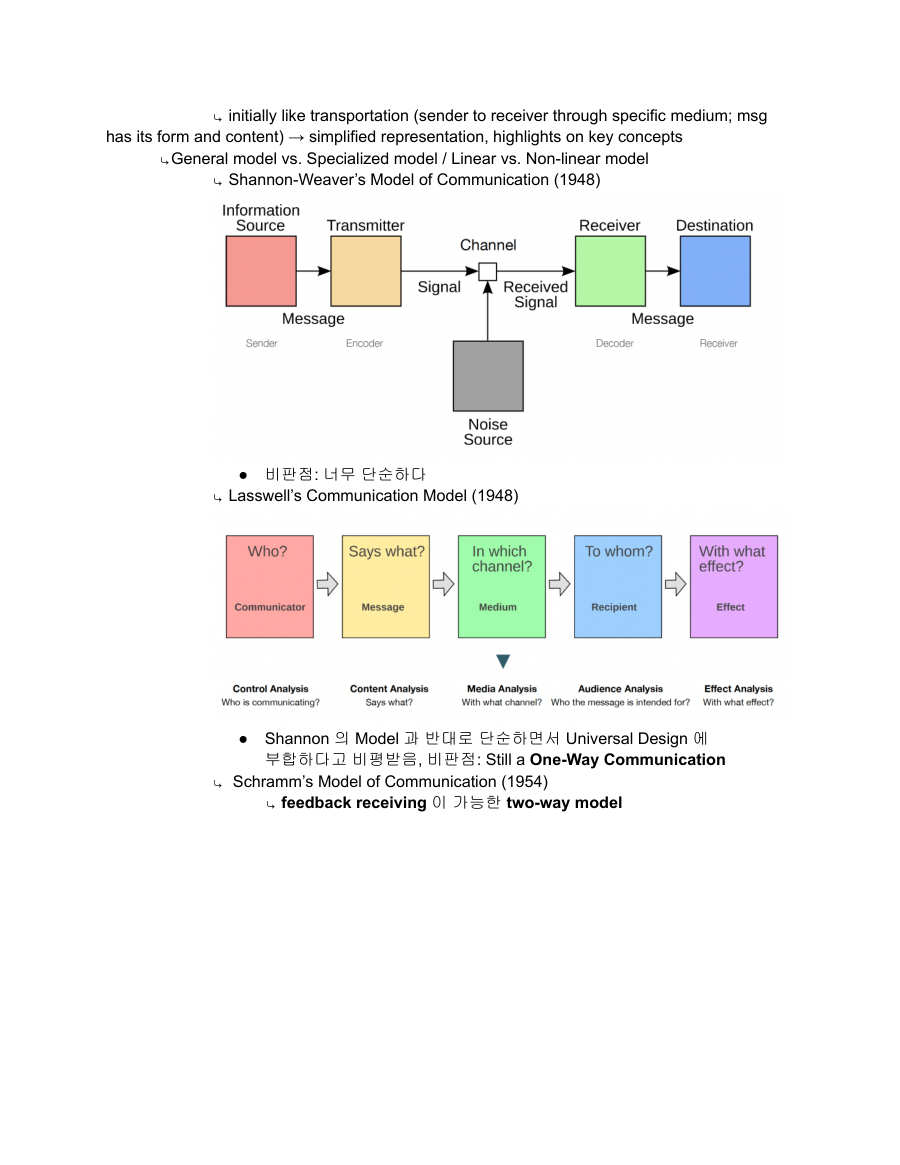 ↳ initially like transportation (sender to receiver through specific medium; msg
has its form and content) → simplified representation, highlights on key concepts
↳General model vs. Specialized model / Linear vs. Non-linear model
↳ Shannon-Weaver’s Model of Communication (1948)
Information
Source
Transmitter
Channel
Receiver
Destination
Signal
Received
Signal
Message
Message
Sender
Encoder
Decoder
Receiver
Noise
Source
● 비판점: 너무 단순하다
↳ Lasswell’s Communication Model (1948)
Who?
Says what?
In which
channel?
To whom?
With what
effect?
Communicator
Message
Medium
Recipient
Effect
Control Analysis
Content Analysis
Media Analysis
Audience Analysis
Effect Analysis
Who is communicating?
Says what?
With what channel?
Who the message is intended for?
With what effect?
● Shannon 의 Model 과 반대로 단순하면서 Universal Design 에
부합하다고 비평받음, 비판점: Still a One-Way Communication
↳ Schramm’s Model of Communication (1954)
↳ feedback receiving 이 가능한 two-way model